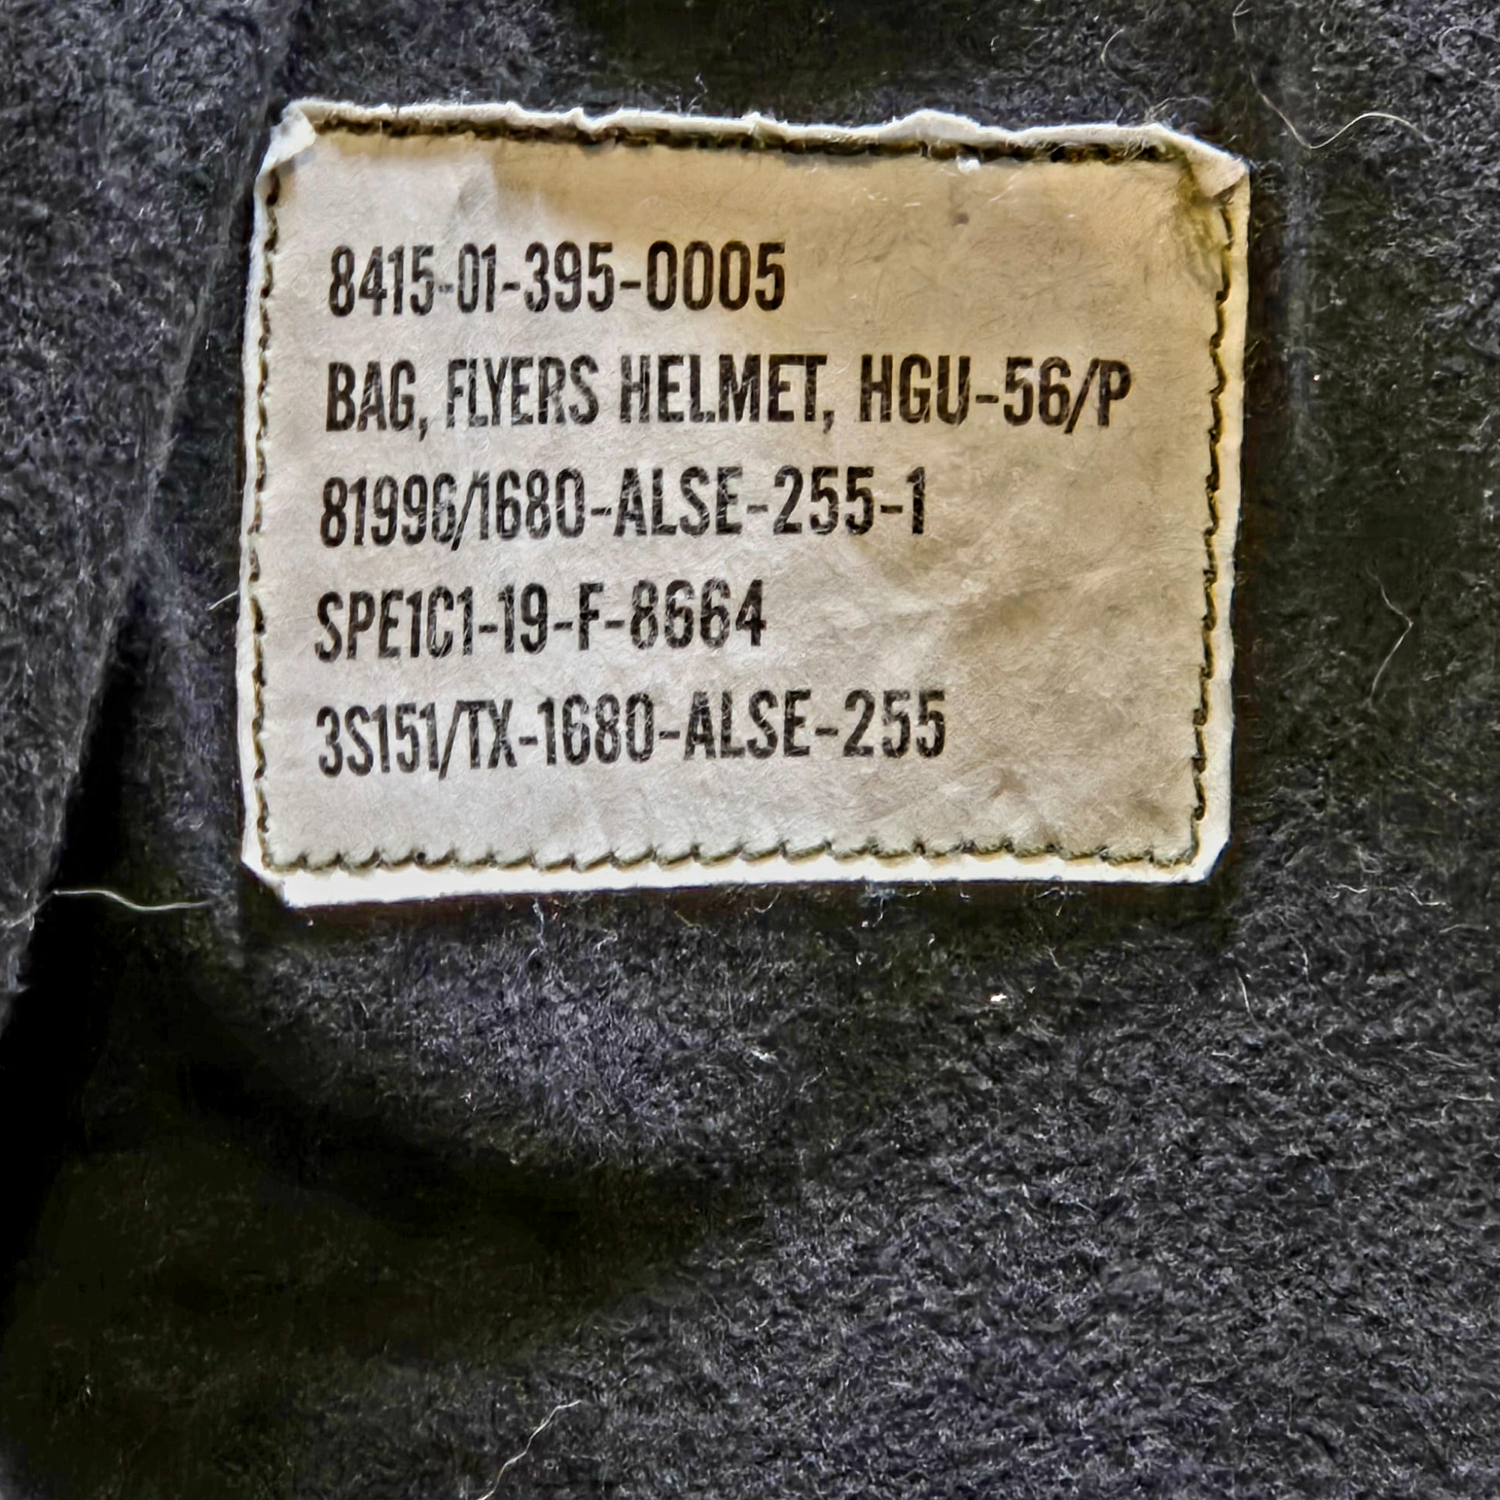 8415-01-395-0005
BAG, FLYERS HELMET, HGU-56/P
81996/1680-ALSE-255-1
SPE1C1-19-F-8664
3S151/TX-1680-ALSE-255